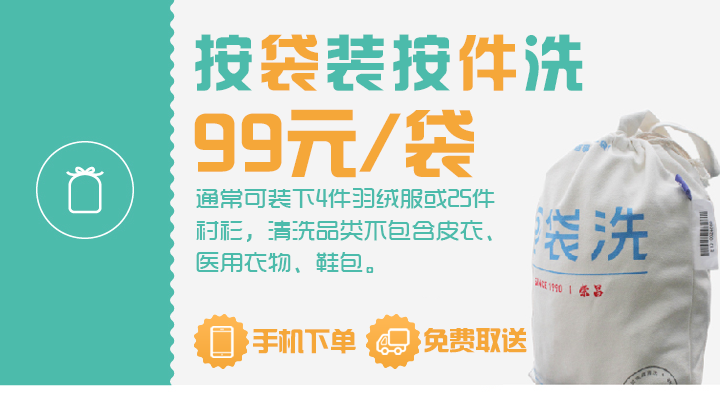 按袋装按件洗
99元/袋
通常可装下4件羽绒服或25件
衬衫，清洗品类不包含皮衣、
医用衣物、鞋包。
手机下单 免费取送
袋洗
SINCE 1990 | 荣昌